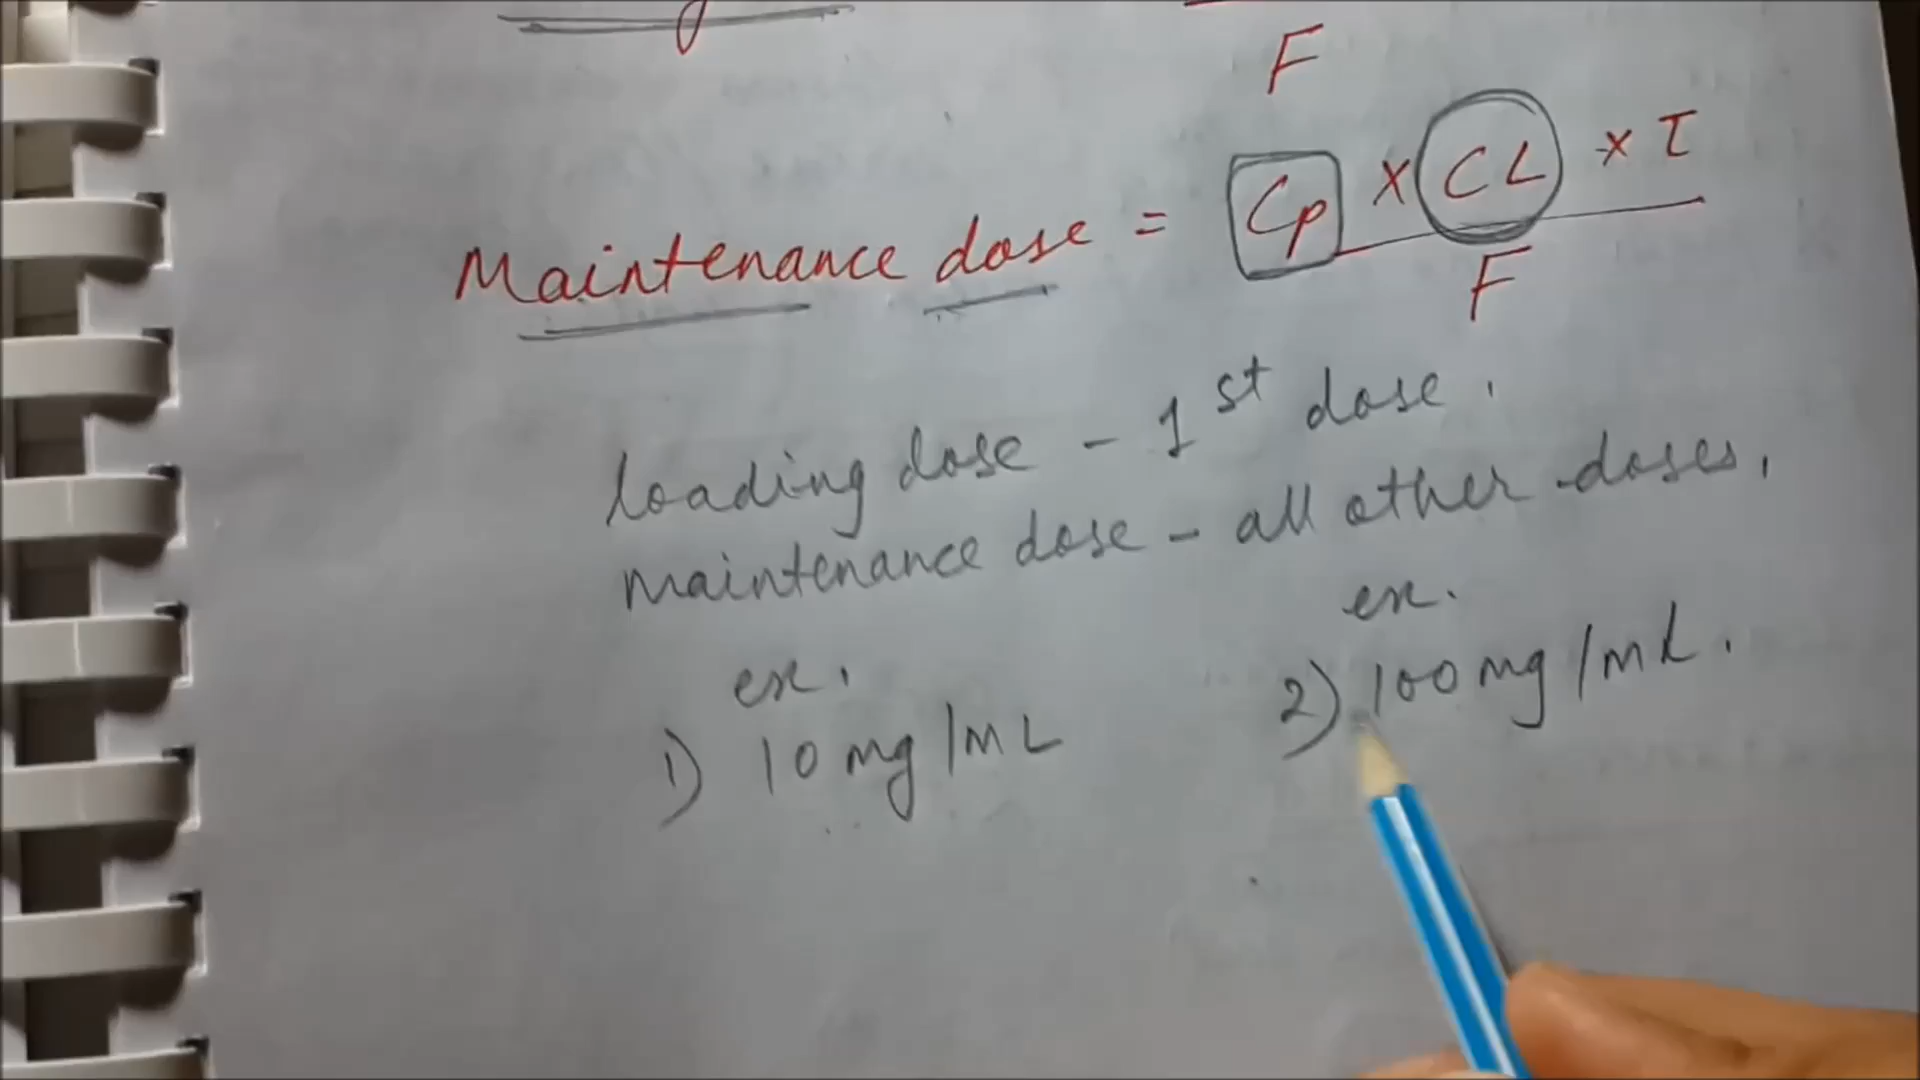 F
Maintenance dose = Cp × CL × τ
F
loading dose - 1st dose.
maintenance dose - all other doses.
ex. ex.
1) 10 mg/mL 2) 100 mg/mL.